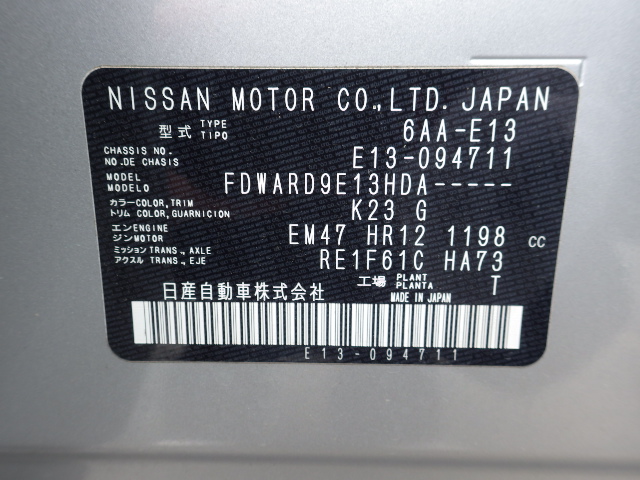 NISSAN MOTOR CO.,LTD. JAPAN
型式 TYPE TIPO 6AA-E13
CHASSIS NO. NO.DE CHASIS E13-094711
MODEL MODELO FDWARD9E13HDA-----
カラー COLOR,TRIM トリム COLOR,GUARNICION K23 G
エンジン ENGINE MOTOR EM47 HR12 1198 cc
ミッション TRANS., AXLE アクスル TRANS.,EJE RE1F61C HA73
工場 PLANT PLANTA T
日産自動車株式会社 MADE IN JAPAN
E13-094711